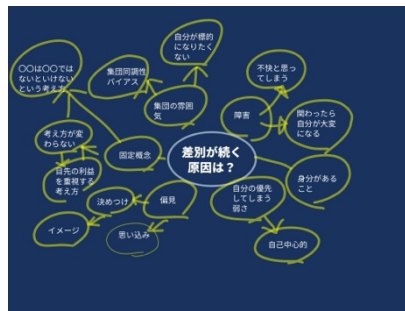 〇〇は〇〇では
ないといけない
という考え方
集団同調性
バイアス
自分が標的
になりたく
ない
集団の雰囲
気
不快と思っ
てしまう
障害
関わったら
自分が大変
になる
考え方が変
わらない
固定概念
差別が続く
原因は？
目先の利益
を重視する
考え方
身分がある
こと
決めつけ
偏見
自分の優先
してしまう
弱さ
イメージ
思い込み
自己中心的